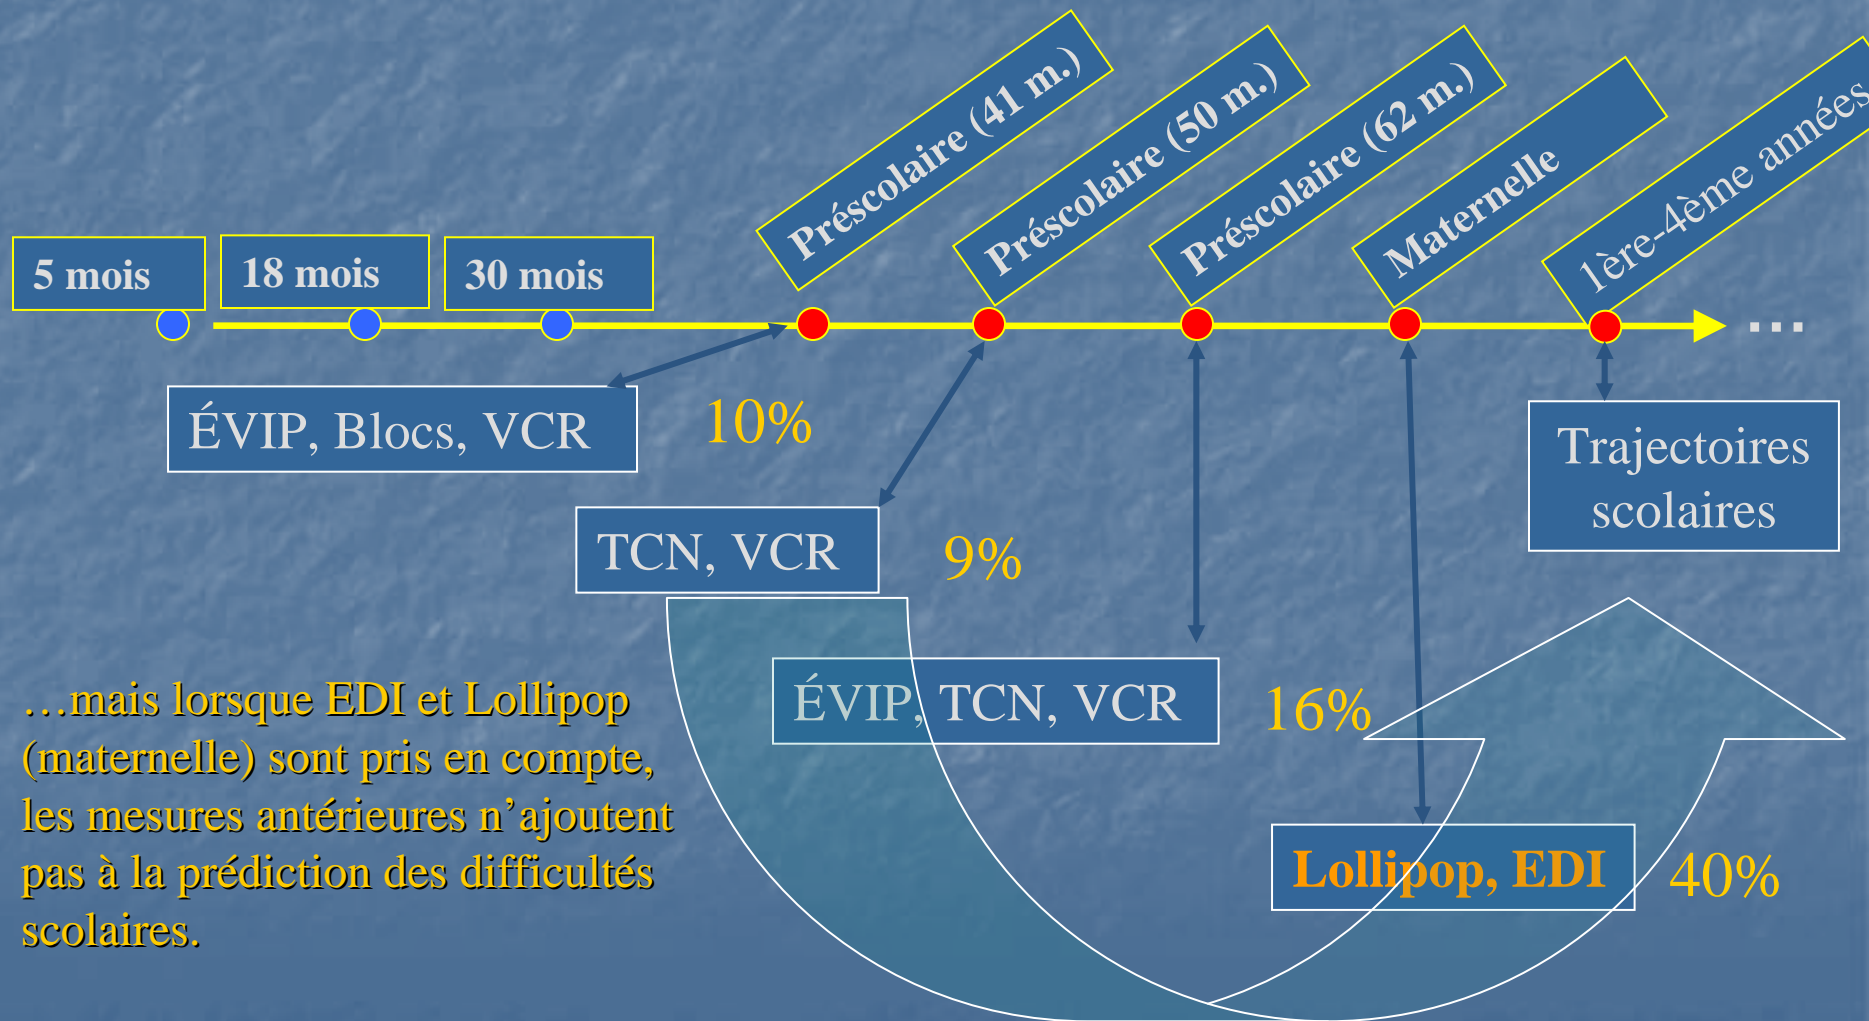 5 mois
18 mois
30 mois
Préscolaire (41 m.)
Préscolaire (50 m.)
Préscolaire (62 m.)
Maternelle
1ère-4ème années
...
ÉVIP, Blocs, VCR
10%
TCN, VCR
9%
ÉVIP, TCN, VCR
16%
Lollipop, EDI
40%
Trajectoires
scolaires
…mais lorsque EDI et Lollipop
(maternelle) sont pris en compte,
les mesures antérieures n’ajoutent
pas à la prédiction des difficultés
scolaires.